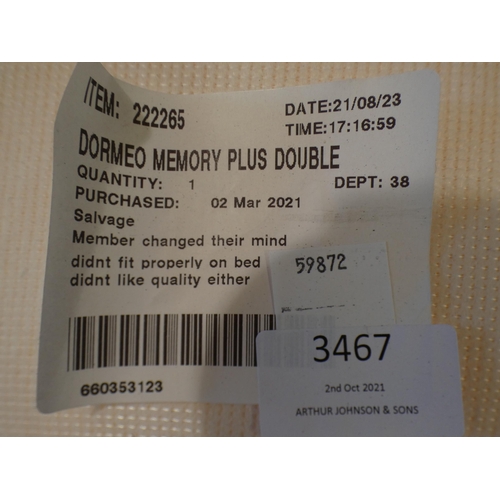 ITEM: 222265
DATE:21/08/23
TIME:17:16:59
DORMEO MEMORY PLUS DOUBLE
QUANTITY: 1 DEPT: 38
PURCHASED: 02 Mar 2021
Salvage
Member changed their mind
didnt fit properly on bed
didnt like quality either
59872
660353123
3467
2nd Oct 2021
ARTHUR JOHNSON & SONS